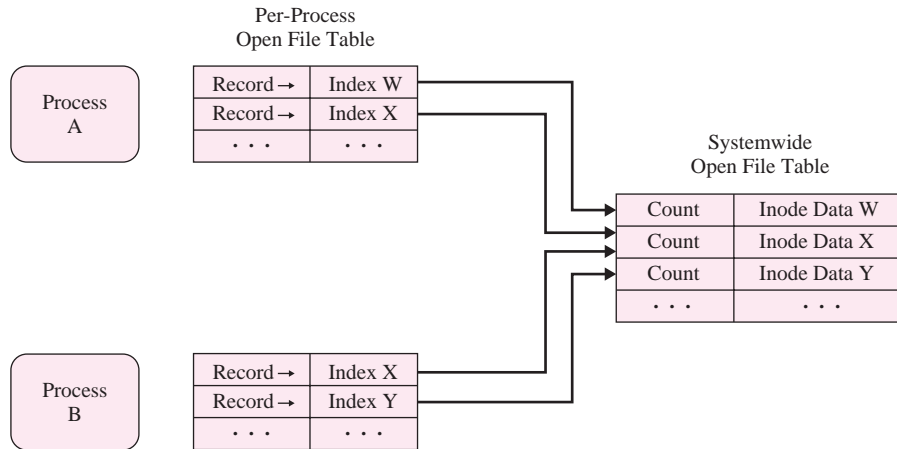 Per-Process
Open File Table
Process
A
Record → Index W
Record → Index X
· · · · · ·
Systemwide
Open File Table
Count Inode Data W
Count Inode Data X
Count Inode Data Y
· · · · · ·
Process
B
Record → Index X
Record → Index Y
· · · · · ·